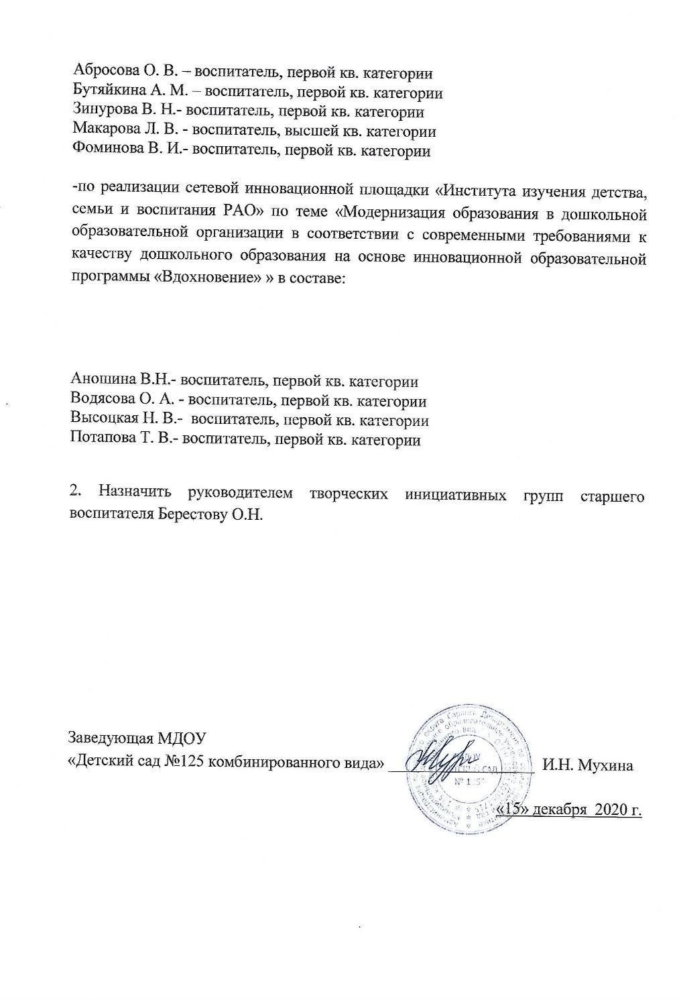 Абросова О. В. – воспитатель, первой кв. категории
Бутяйкина А. М. – воспитатель, первой кв. категории
Зинурова В. Н.- воспитатель, первой кв. категории
Макарова Л. В. - воспитатель, высшей кв. категории
Фоминова В. И.- воспитатель, первой кв. категории
-по реализации сетевой инновационной площадки «Института изучения детства,
семьи и воспитания РАО» по теме «Модернизация образования в дошкольной
образовательной организации в соответствии с современными требованиями к
качеству дошкольного образования на основе инновационной образовательной
программы «Вдохновение» » в составе:
Аношина В.Н.- воспитатель, первой кв. категории
Водясова О. А. - воспитатель, первой кв. категории
Высоцкая Н. В.- воспитатель, первой кв. категории
Потапова Т. В.- воспитатель, первой кв. категории
2. Назначить руководителем творческих инициативных групп старшего
воспитателя Берестову О.Н.
Заведующая МДОУ
«Детский сад №125 комбинированного вида» И.Н. Мухина
«15» декабря 2020 г.